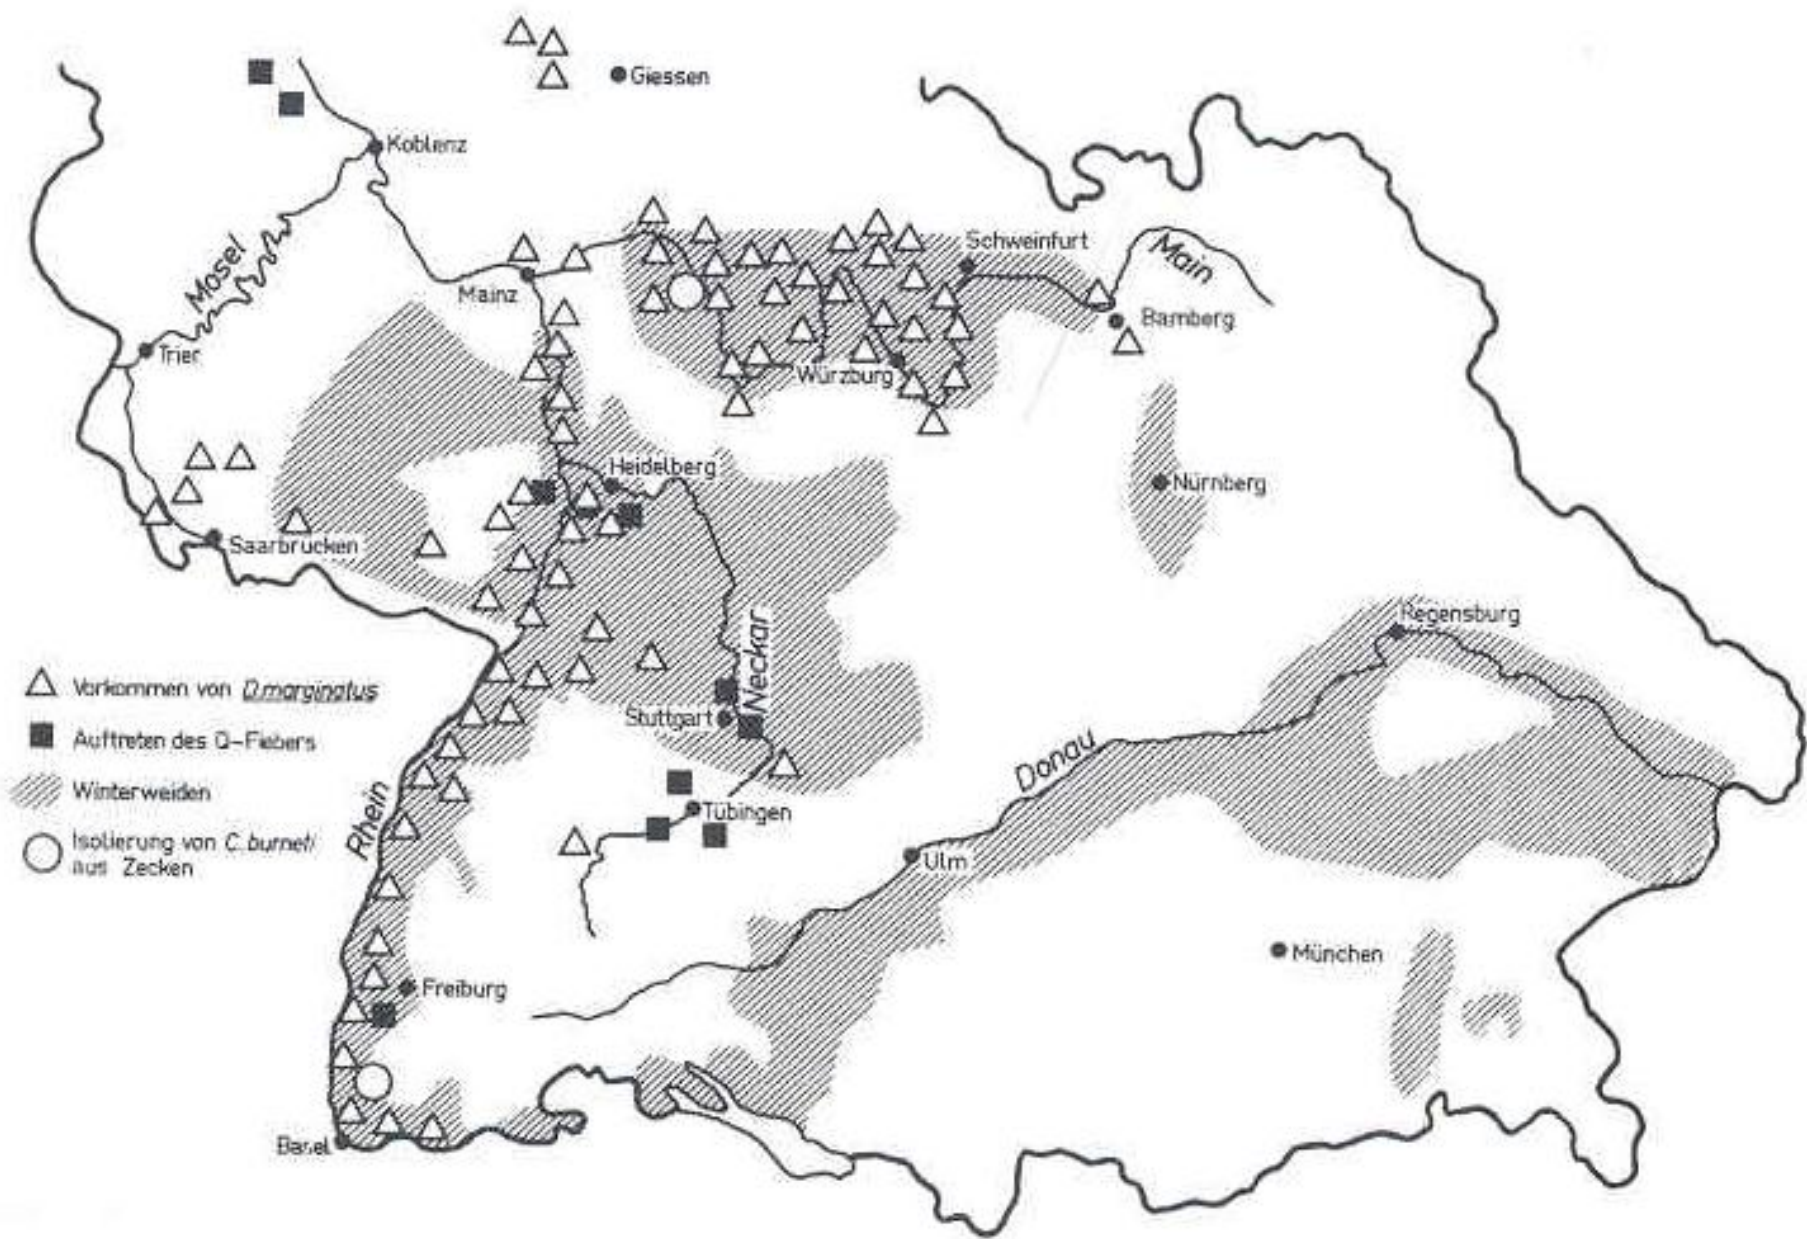 Giessen
Koblenz
Mosel
Schweinfurt
Main
Mainz
Bamberg
Trier
Würzburg
Heidelberg
Nürnberg
Saarbrücken
Regensburg
Neckar
Vorkommen von D.marginatus
Stuttgart
Auftreten des Q-Fiebers
Donau
Winterweiden
Rhein
Tübingen
Isolierung von C. burneti
aus Zecken
Ulm
München
Freiburg
Basel